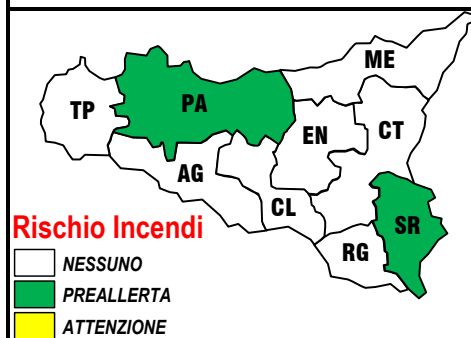 ME
TP
PA
EN
CT
AG
CL
SR
RG
Rischio Incendi
NESSUNO
PREALLERTA
ATTENZIONE